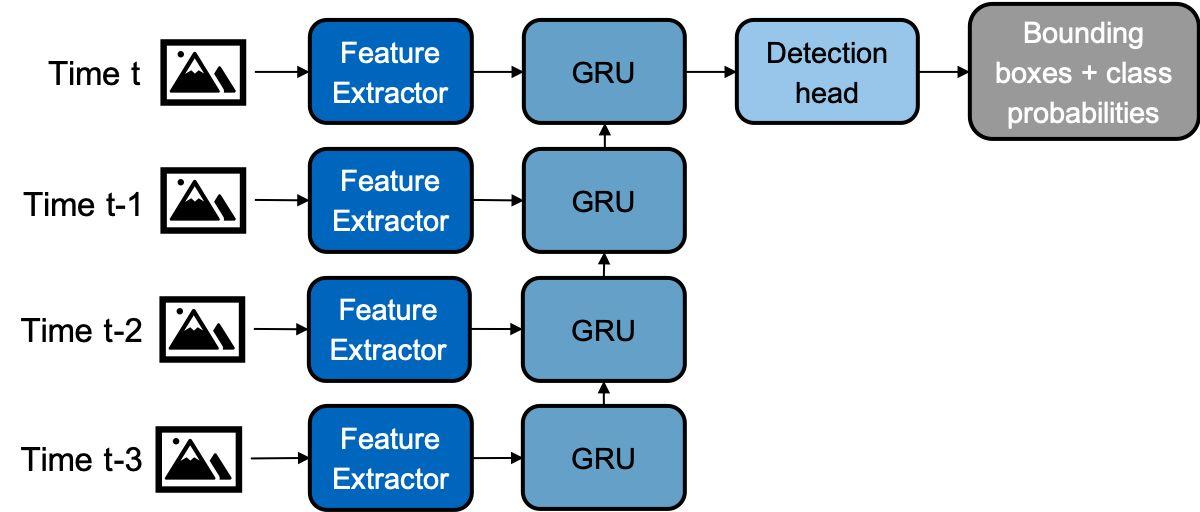 Time t
Feature
Extractor
GRU
Detection
head
Bounding
boxes + class
probabilities
Time t-1
Feature
Extractor
GRU
Time t-2
Feature
Extractor
GRU
Time t-3
Feature
Extractor
GRU